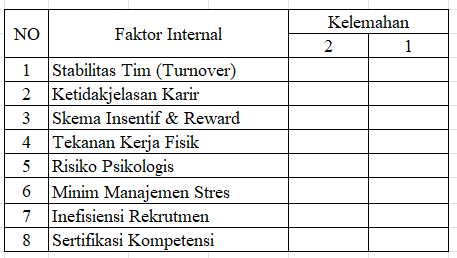 NO Faktor Internal Kelemahan
2 1
1 Stabilitas Tim (Turnover)
2 Ketidakjelasan Karir
3 Skema Insentif & Reward
4 Tekanan Kerja Fisik
5 Risiko Psikologis
6 Minim Manajemen Stres
7 Inefisiensi Rekrutmen
8 Sertifikasi Kompetensi